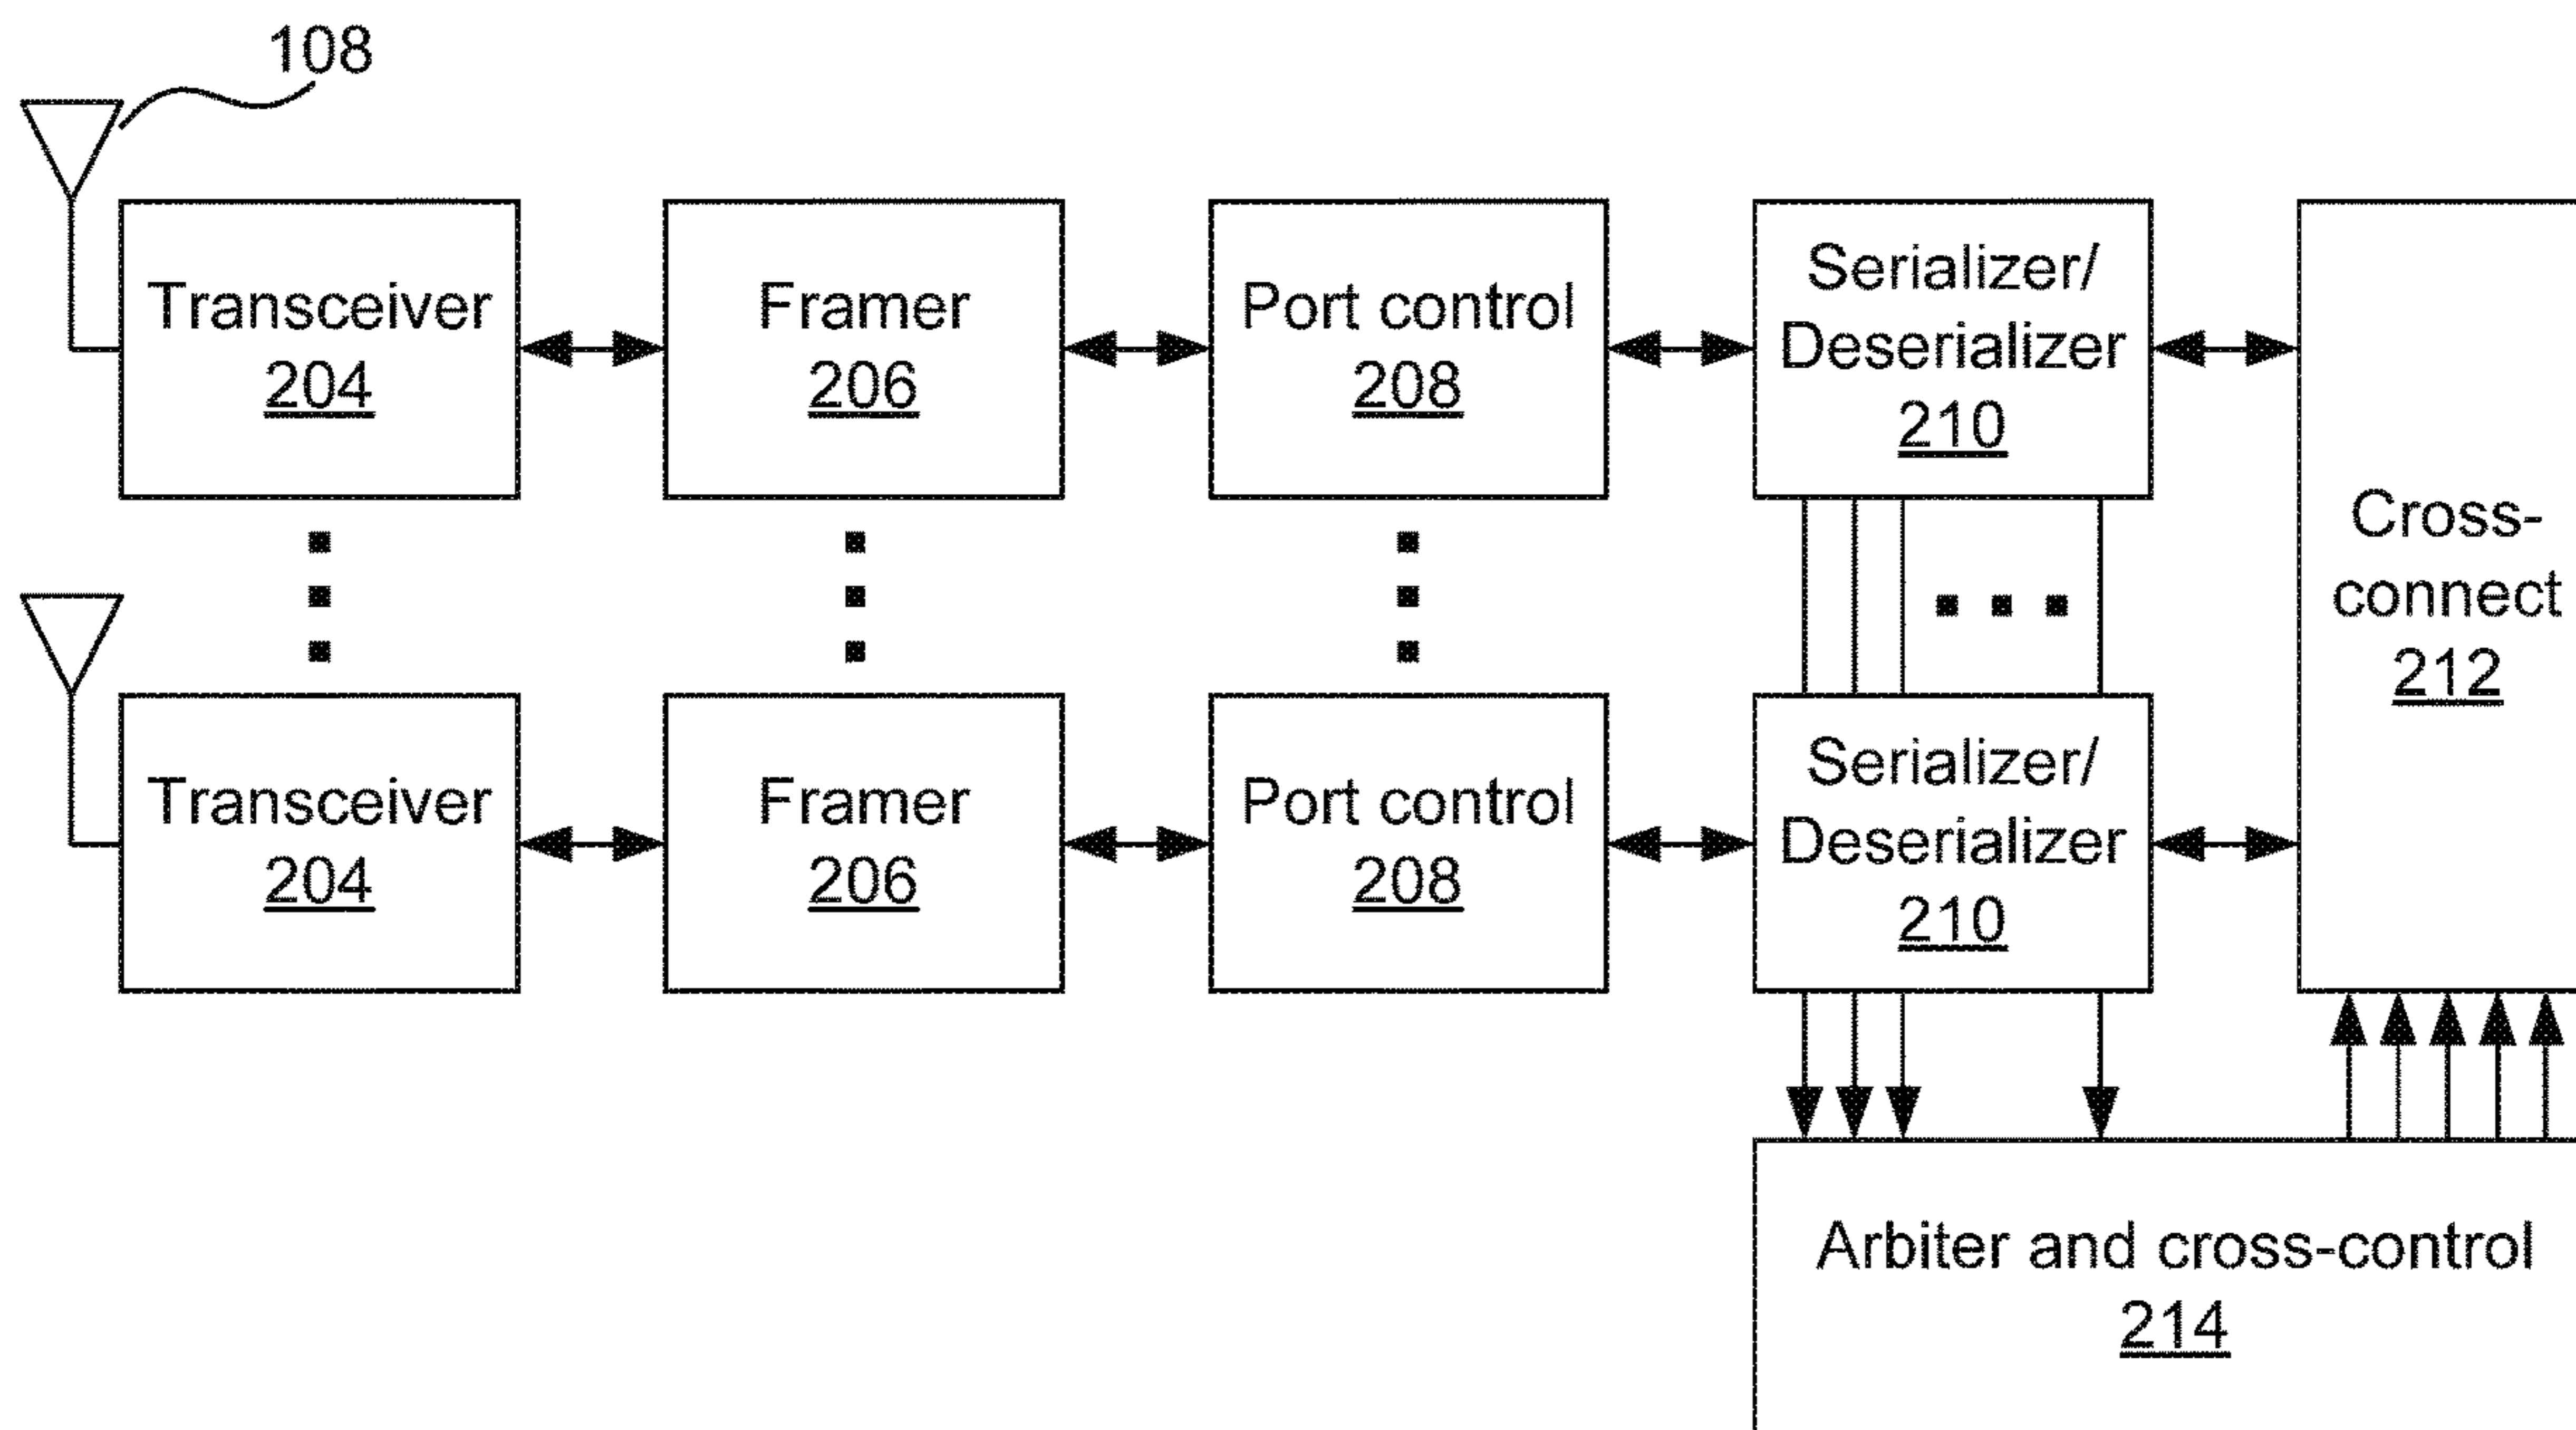 108
Transceiver
204
Framer
206
Port control
208
Serializer/
Deserializer
210
Cross-
connect
212
Transceiver
204
Framer
206
Port control
208
Serializer/
Deserializer
210
Arbiter and cross-control
214